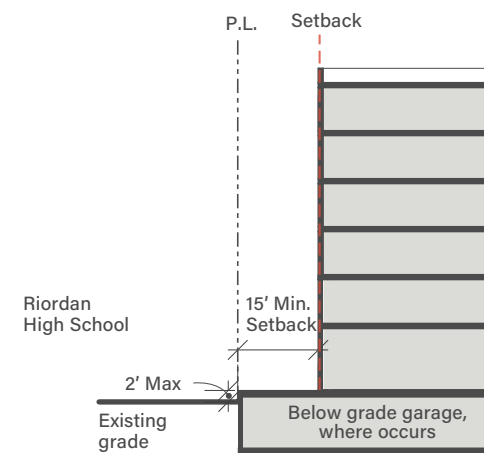 P.L.
Setback
Riordan
High School
15’ Min.
Setback
2’ Max
Existing
grade
Below grade garage,
where occurs